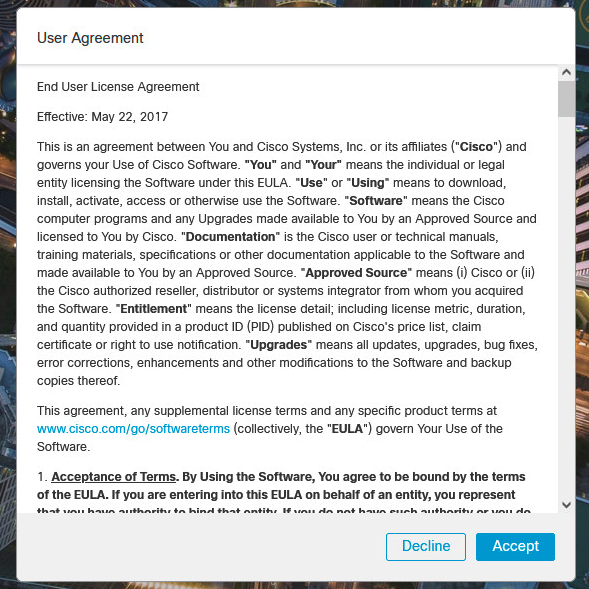 User Agreement
End User License Agreement
Effective: May 22, 2017
This is an agreement between You and Cisco Systems, Inc. or its affiliates ("Cisco") and
governs your Use of Cisco Software. "You" and "Your" means the individual or legal
entity licensing the Software under this EULA. "Use" or "Using" means to download,
install, activate, access or otherwise use the Software. "Software" means the Cisco
computer programs and any Upgrades made available to You by an Approved Source and
licensed to You by Cisco. "Documentation" is the Cisco user or technical manuals,
training materials, specifications or other documentation applicable to the Software and
made available to You by an Approved Source. "Approved Source" means (i) Cisco or (ii)
the Cisco authorized reseller, distributor or systems integrator from whom you acquired
the Software. "Entitlement" means the license detail; including license metric, duration,
and quantity provided in a product ID (PID) published on Cisco's price list, claim
certificate or right to use notification. "Upgrades" means all updates, upgrades, bug fixes,
error corrections, enhancements and other modifications to the Software and backup
copies thereof.
This agreement, any supplemental license terms and any specific product terms at
www.cisco.com/go/softwareterms (collectively, the "EULA") govern Your Use of the
Software.
1. Acceptance of Terms. By Using the Software, You agree to be bound by the terms
of the EULA. If you are entering into this EULA on behalf of an entity, you represent
that you have authority to bind that entity. If you do not have such authority or you do
Decline Accept